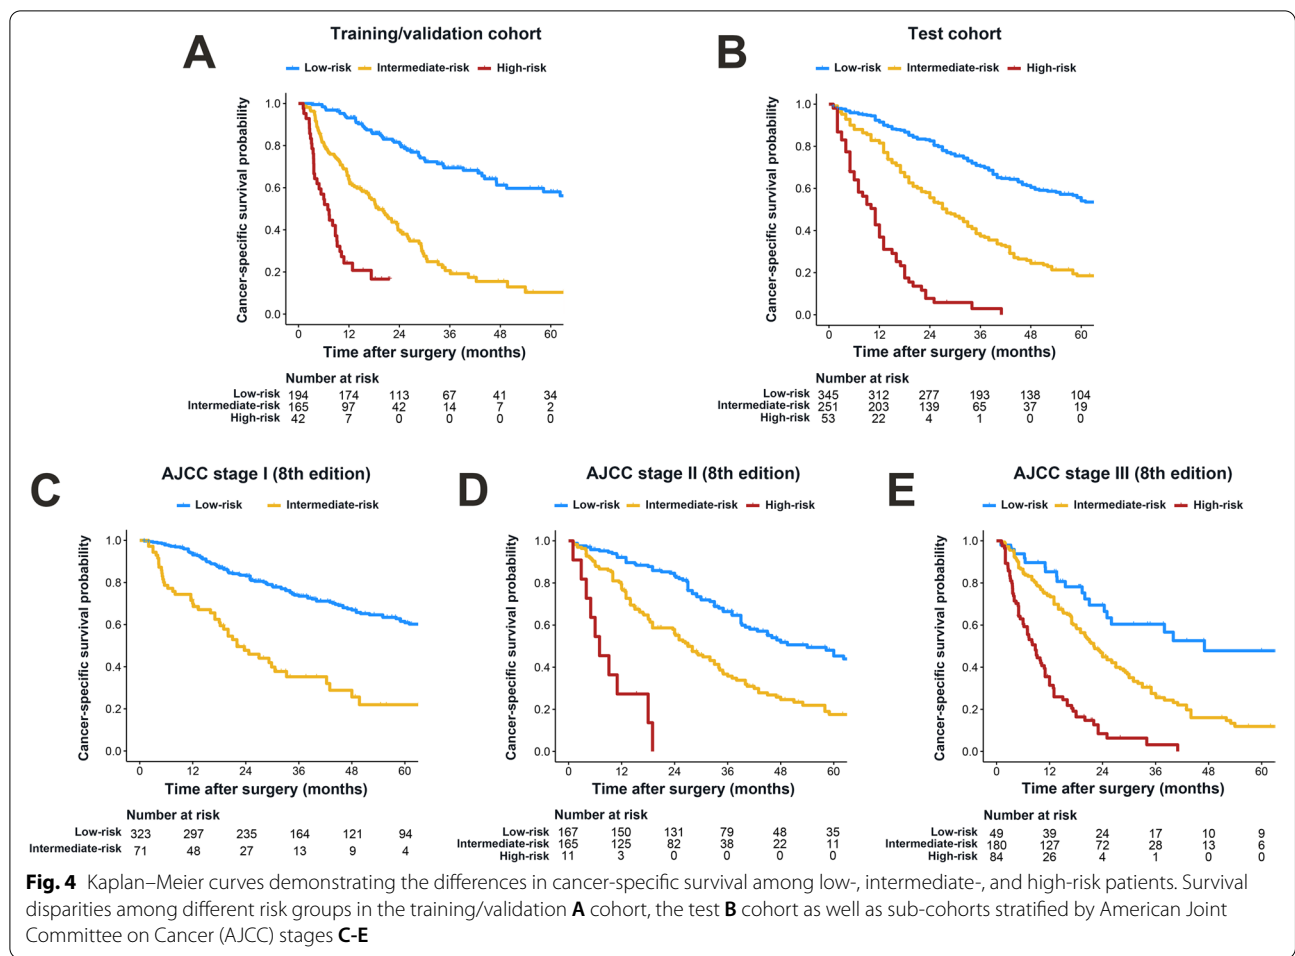 A
Training/validation cohort
Low-risk Intermediate-risk High-risk
Cancer-specific survival probability
1.0
0.8
0.6
0.4
0.2
0.0
0 12 24 36 48 60
Time after surgery (months)
Number at risk
Low-risk 194 174 113 67 41 34
Intermediate-risk 165 97 42 14 7 2
High-risk 42 7 0 0 0 0
B
Test cohort
Low-risk Intermediate-risk High-risk
Cancer-specific survival probability
1.0
0.8
0.6
0.4
0.2
0.0
0 12 24 36 48 60
Time after surgery (months)
Number at risk
Low-risk 345 312 277 193 138 104
Intermediate-risk 251 203 139 65 37 19
High-risk 53 22 4 1 0 0
C
AJCC stage I (8th edition)
Low-risk Intermediate-risk
Cancer-specific survival probability
1.0
0.8
0.6
0.4
0.2
0.0
0 12 24 36 48 60
Time after surgery (months)
Number at risk
Low-risk 323 297 235 164 121 94
Intermediate-risk 71 48 27 13 9 4
D
AJCC stage II (8th edition)
Low-risk Intermediate-risk High-risk
Cancer-specific survival probability
1.0
0.8
0.6
0.4
0.2
0.0
0 12 24 36 48 60
Time after surgery (months)
Number at risk
Low-risk 167 150 131 79 48 35
Intermediate-risk 165 125 82 38 22 11
High-risk 11 3 0 0 0 0
E
AJCC stage III (8th edition)
Low-risk Intermediate-risk High-risk
Cancer-specific survival probability
1.0
0.8
0.6
0.4
0.2
0.0
0 12 24 36 48 60
Time after surgery (months)
Number at risk
Low-risk 49 39 24 17 10 9
Intermediate-risk 180 127 72 28 13 6
High-risk 84 26 4 1 0 0
Fig. 4 Kaplan–Meier curves demonstrating the differences in cancer-specific survival among low-, intermediate-, and high-risk patients. Survival
disparities among different risk groups in the training/validation A cohort, the test B cohort as well as sub-cohorts stratified by American Joint
Committee on Cancer (AJCC) stages C-E